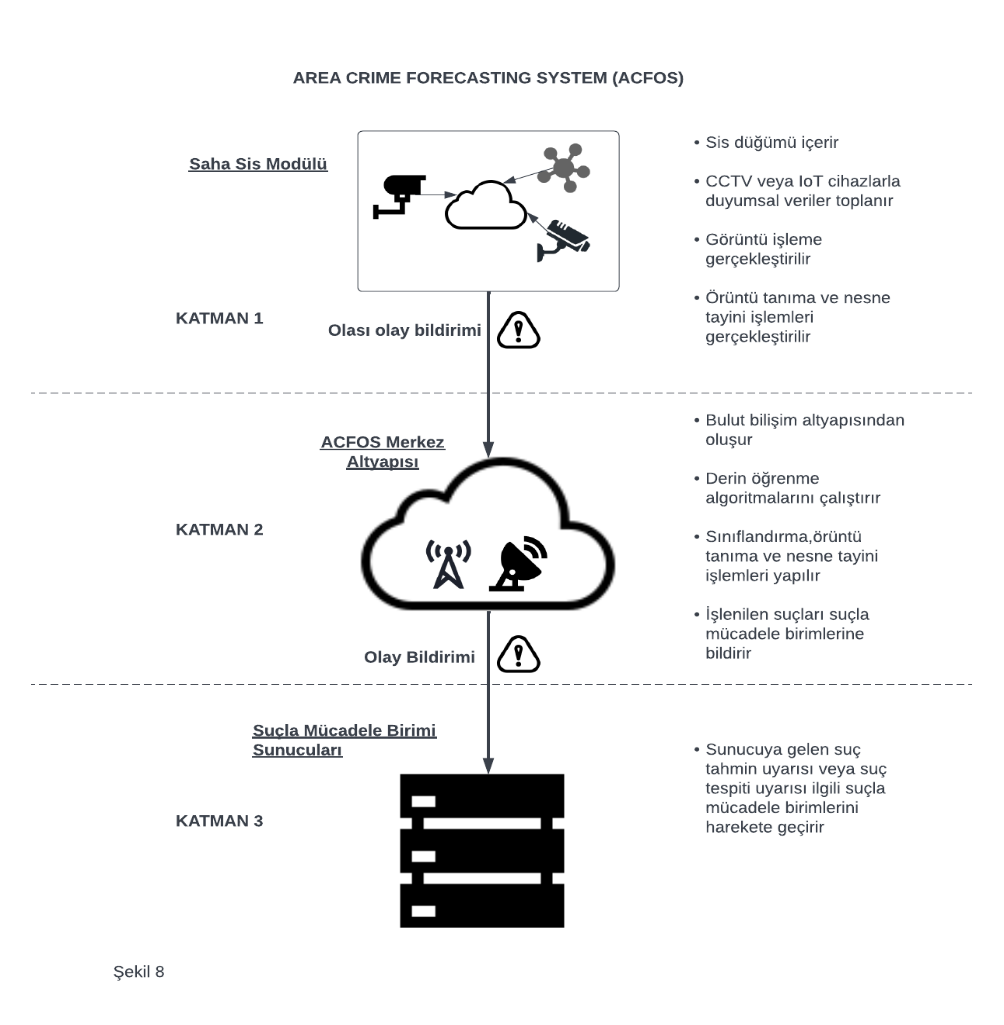 AREA CRIME FORECASTING SYSTEM (ACFOS)
Saha Sis Modülü
• Sis düğümü içerir
• CCTV veya IoT cihazlarla
duyumsal veriler toplanır
• Görüntü işleme
gerçekleştirilir
• Örüntü tanıma ve nesne
tayini işlemleri
gerçekleştirilir
KATMAN 1
Olası olay bildirimi
ACFOS Merkez
Altyapısı
• Bulut bilişim altyapısından
oluşur
• Derin öğrenme
algoritmalarını çalıştırır
• Sınıflandırma,örüntü
tanıma ve nesne tayini
işlemleri yapılır
• İşlenilen suçları suçla
mücadele birimlerine
bildirir
KATMAN 2
Olay Bildirimi
Suçla Mücadele Birimi
Sunucuları
• Sunucuya gelen suç
tahmin uyarısı veya suç
tespiti uyarısı ilgili suçla
mücadele birimlerini
harekete geçirir
KATMAN 3
Şekil 8